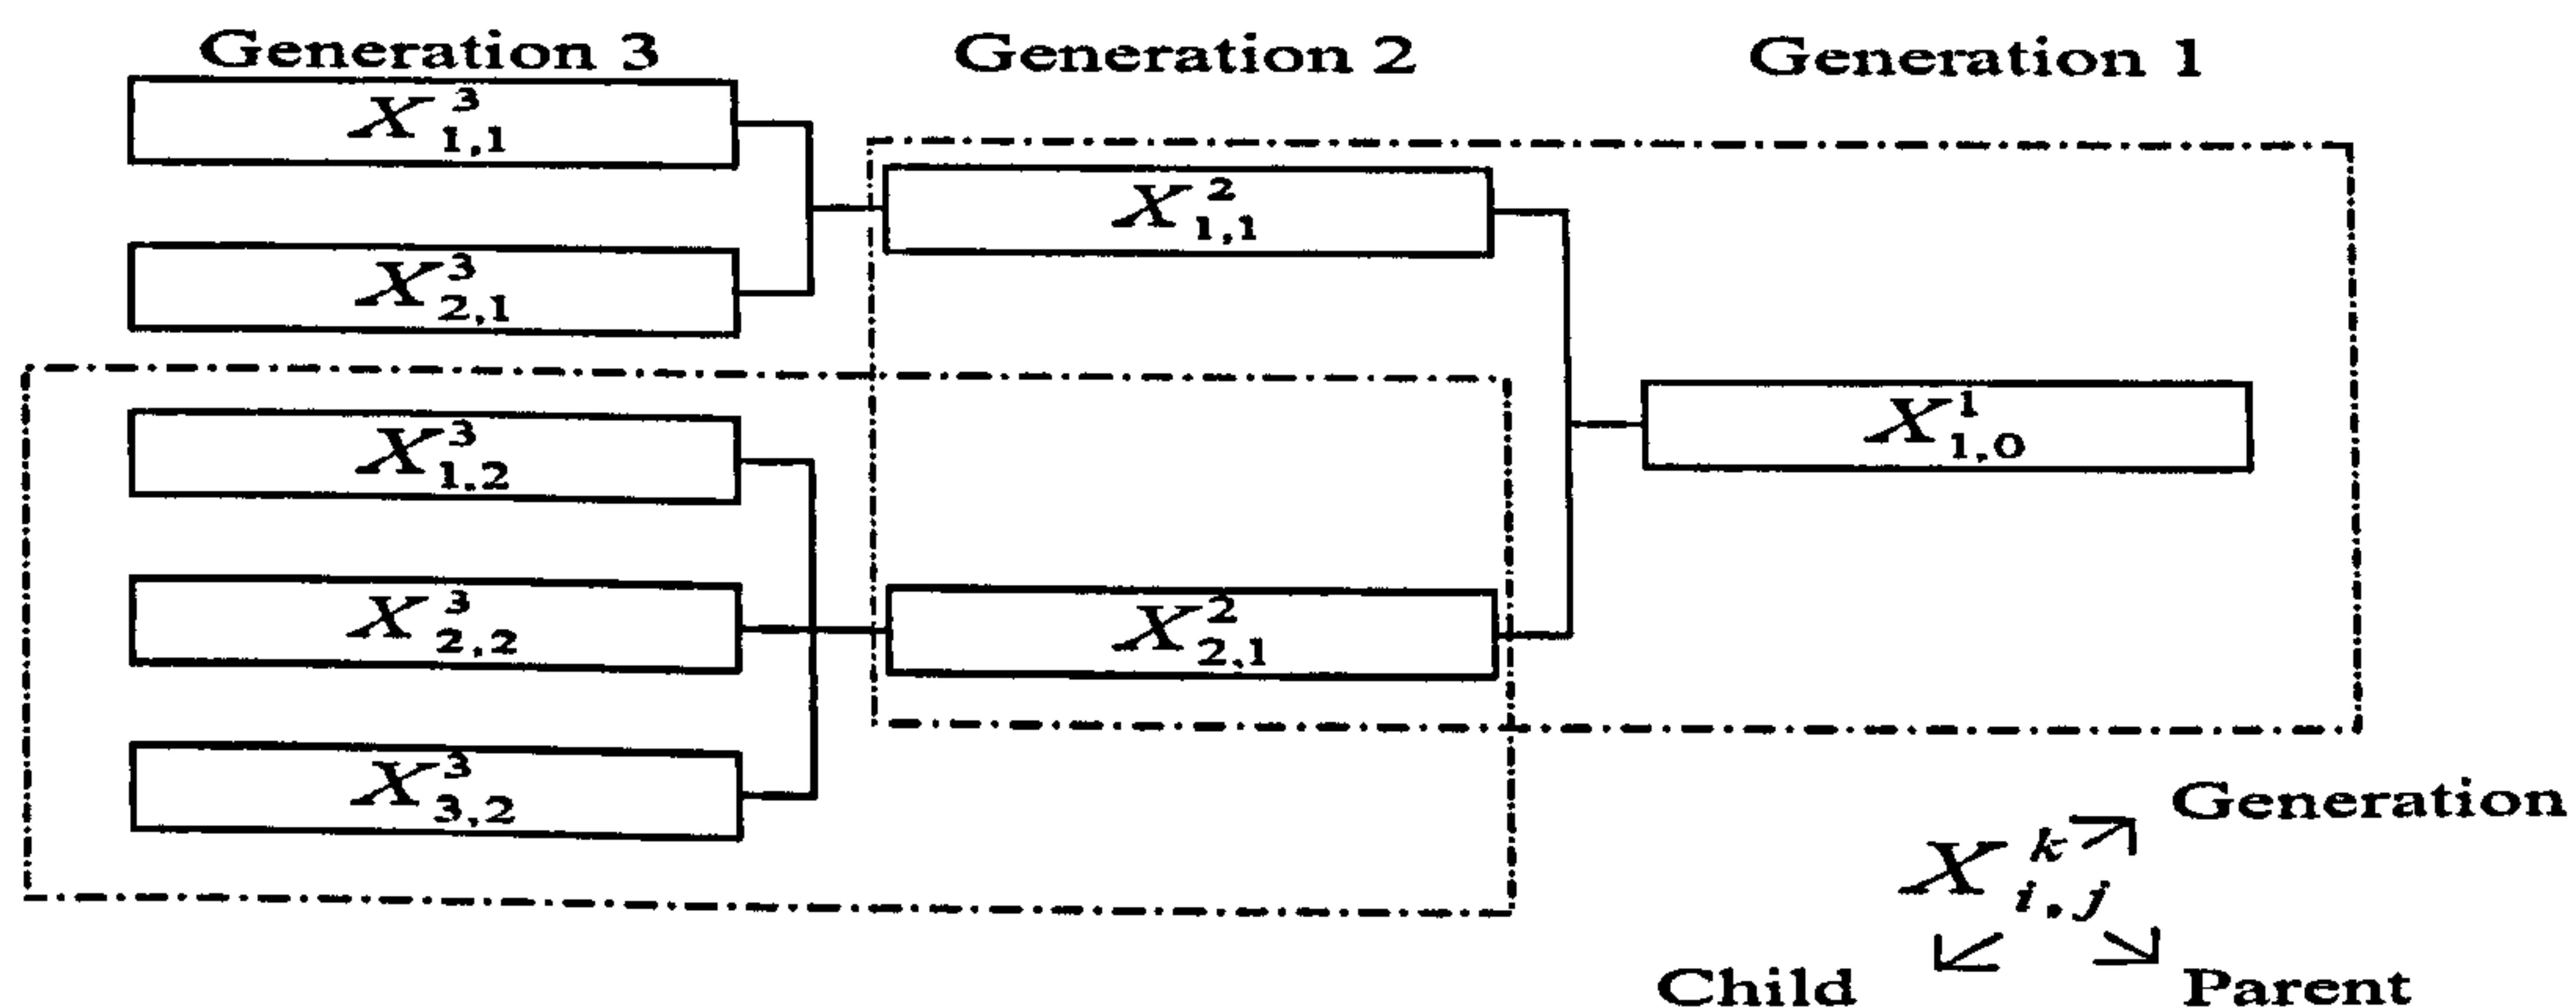 Generation 3 Generation 2 Generation 1
X^3_{1,1}
X^2_{1,1}
X^3_{2,1}
X^3_{1,2}
X^1_{1,0}
X^3_{2,2}
X^2_{2,1}
X^3_{3,2}
Generation
X^k_{i,j}
Child Parent